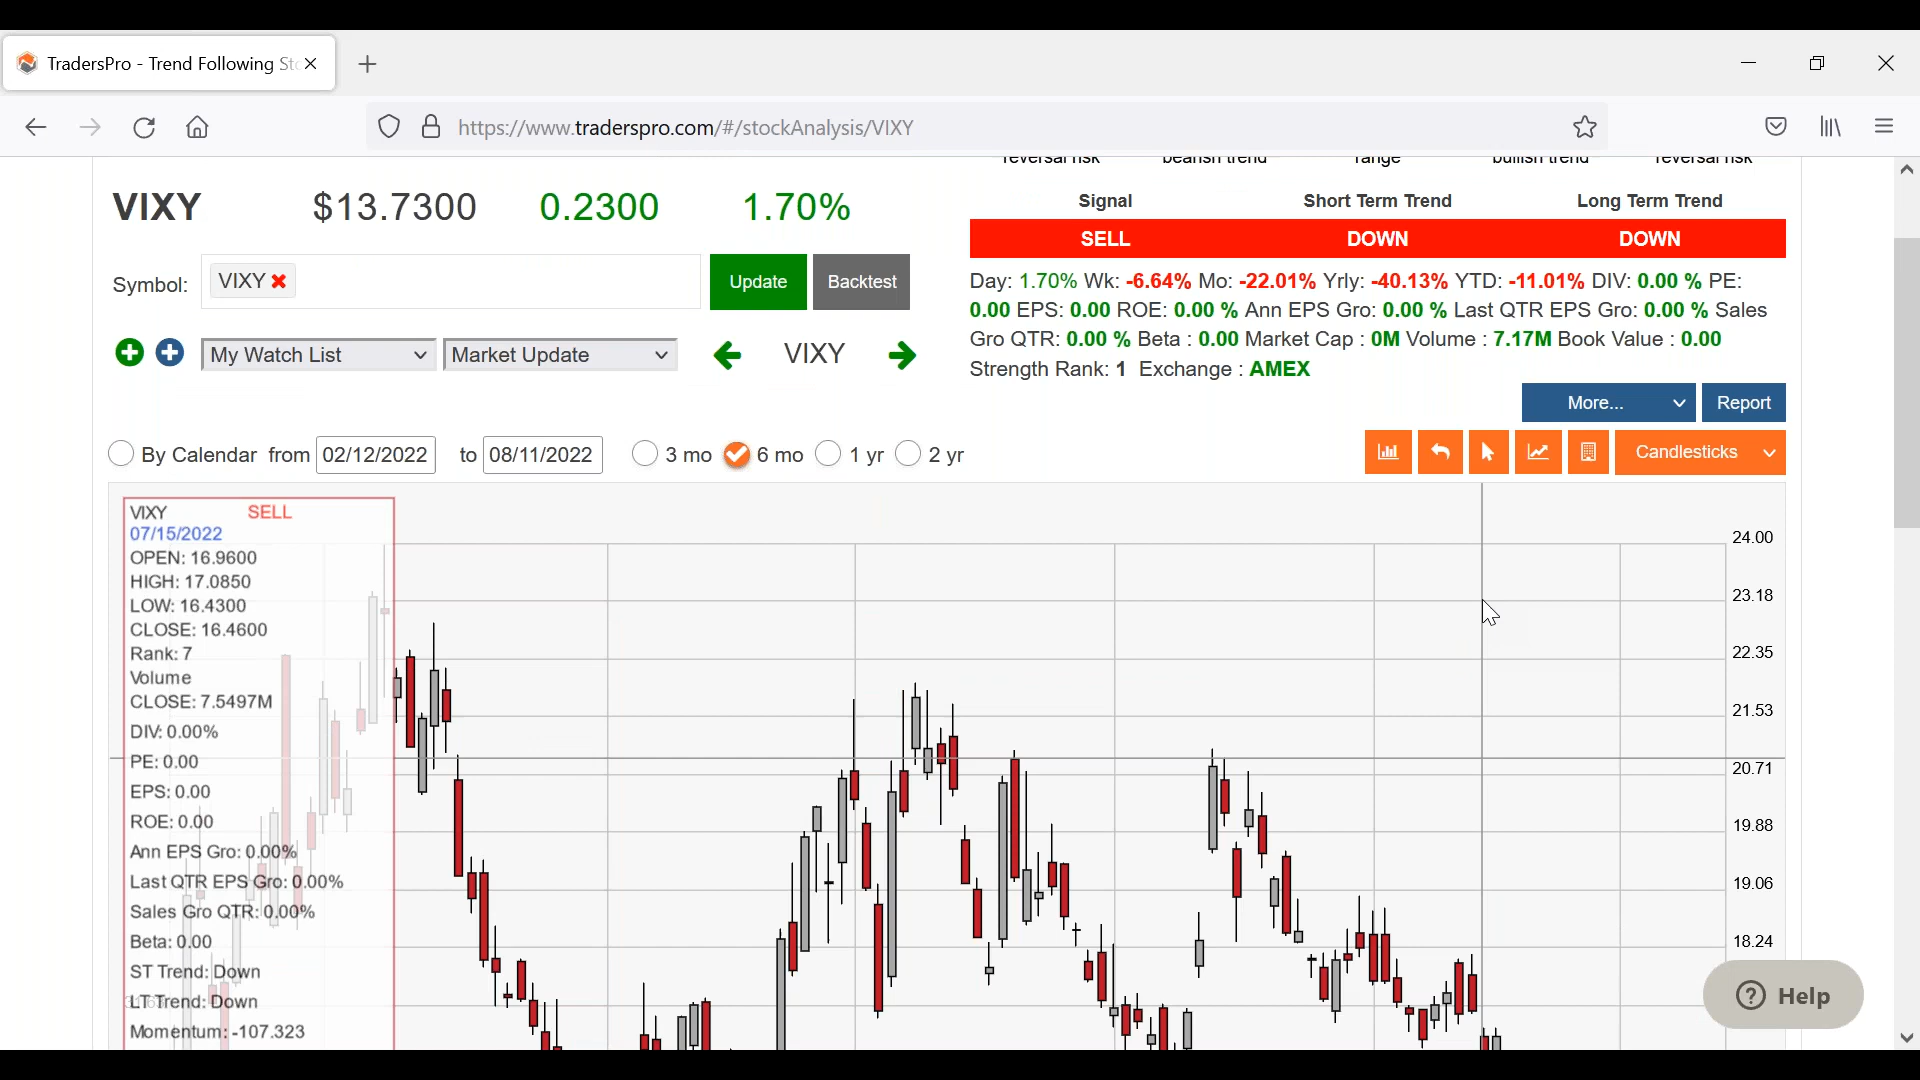 TradersPro - Trend Following Sto
https://www.traderspro.com/#/stockAnalysis/VIXY
reversal risk bearish trend range bullish trend reversal risk
VIXY $13.7300 0.2300 1.70%
Signal Short Term Trend Long Term Trend
SELL DOWN DOWN
Symbol: VIXY Update Backtest
Day: 1.70% Wk: -6.64% Mo: -22.01% Yrly: -40.13% YTD: -11.01% DIV: 0.00 % PE:
0.00 EPS: 0.00 ROE: 0.00 % Ann EPS Gro: 0.00 % Last QTR EPS Gro: 0.00 % Sales
Gro QTR: 0.00 % Beta : 0.00 Market Cap : 0M Volume : 7.17M Book Value : 0.00
Strength Rank: 1 Exchange : AMEX
My Watch List Market Update VIXY
More... Report
By Calendar from 02/12/2022 to 08/11/2022 3 mo 6 mo 1 yr 2 yr
Candlesticks
VIXY SELL
07/15/2022
OPEN: 16.9600
HIGH: 17.0850
LOW: 16.4300
CLOSE: 16.4600
Rank: 7
Volume
CLOSE: 7.5497M
DIV: 0.00%
PE: 0.00
EPS: 0.00
ROE: 0.00
Ann EPS Gro: 0.00%
Last QTR EPS Gro: 0.00%
Sales Gro QTR: 0.00%
Beta: 0.00
ST Trend: Down
LT Trend: Down
Momentum: -107.323
24.00
23.18
22.35
21.53
20.71
19.88
19.06
18.24
Help